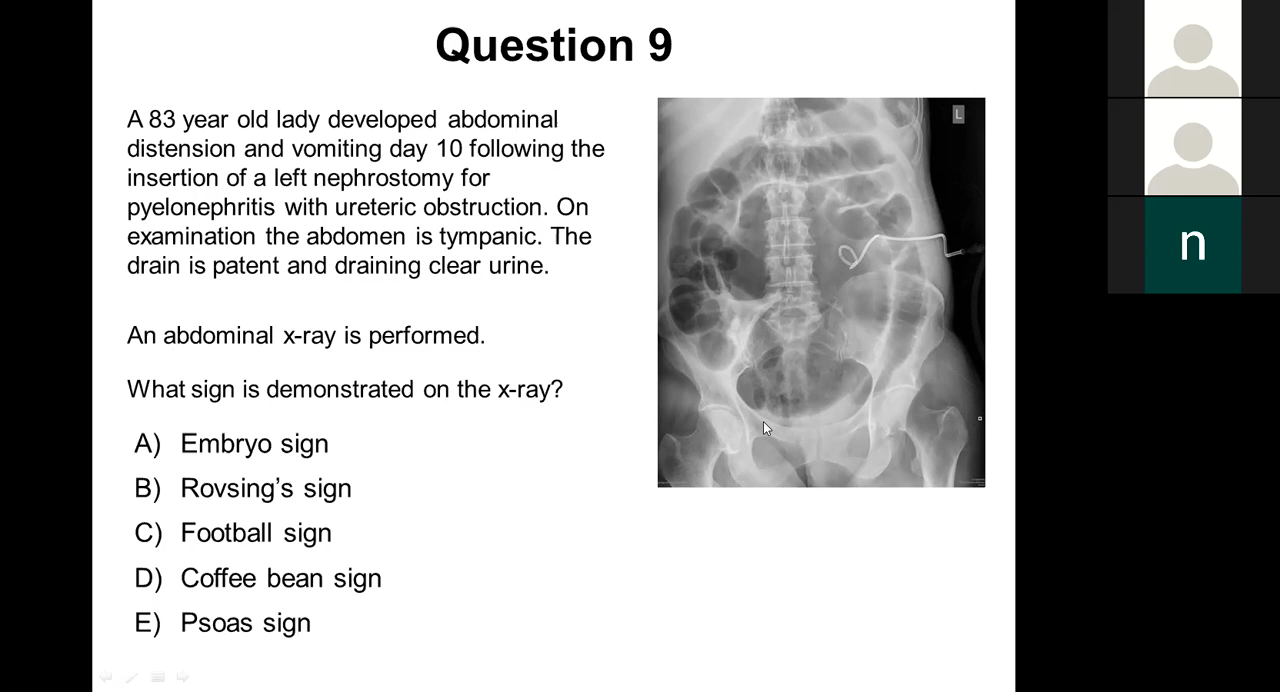 Question 9
A 83 year old lady developed abdominal
distension and vomiting day 10 following the
insertion of a left nephrostomy for
pyelonephritis with ureteric obstruction. On
examination the abdomen is tympanic. The
drain is patent and draining clear urine.
An abdominal x-ray is performed.
What sign is demonstrated on the x-ray?
A) Embryo sign
B) Rovsing’s sign
C) Football sign
D) Coffee bean sign
E) Psoas sign
L
n